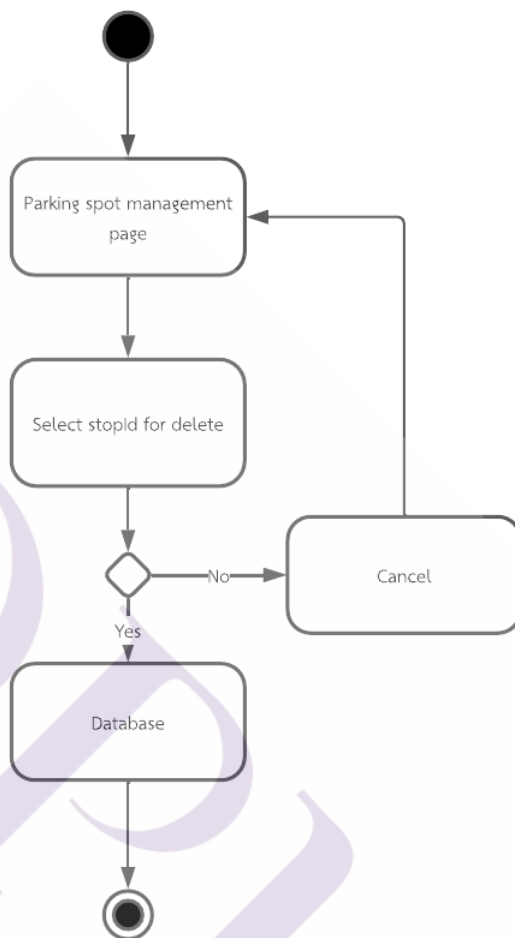 Parking spot management
page
Select stopId for delete
No
Cancel
Yes
Database